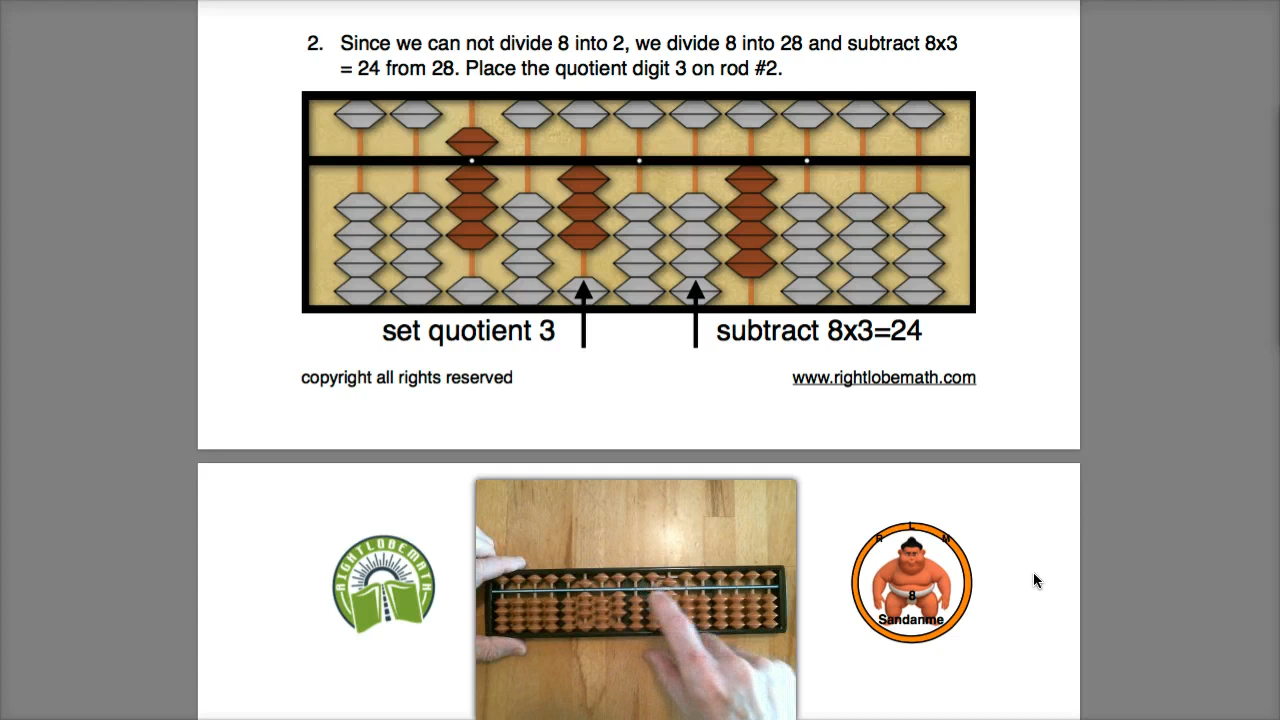 2. Since we can not divide 8 into 2, we divide 8 into 28 and subtract 8x3
= 24 from 28. Place the quotient digit 3 on rod #2.
set quotient 3
subtract 8x3=24
copyright all rights reserved
www.rightlobemath.com
RIGHTLOBEMATH
R L M
8
Sandanme